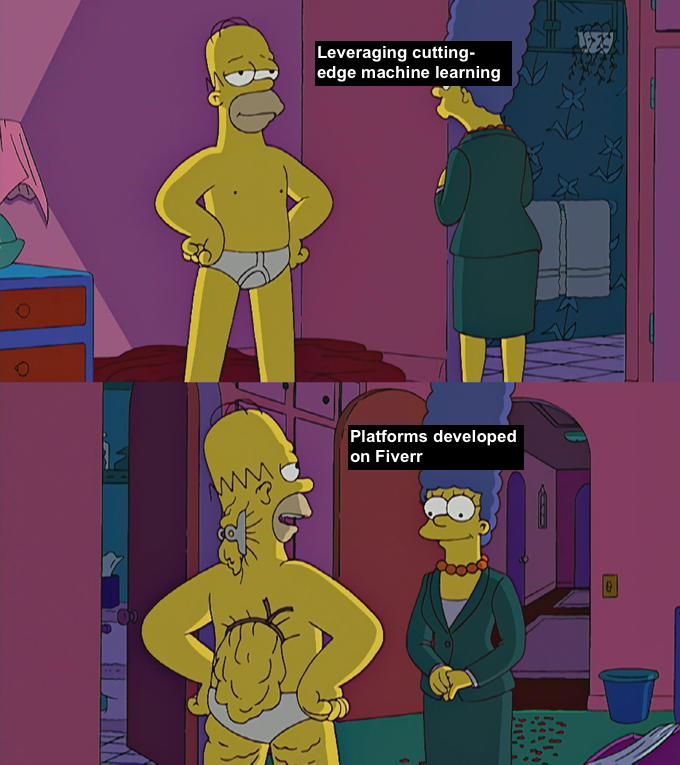 Leveraging cutting-
edge machine learning
Platforms developed
on Fiverr